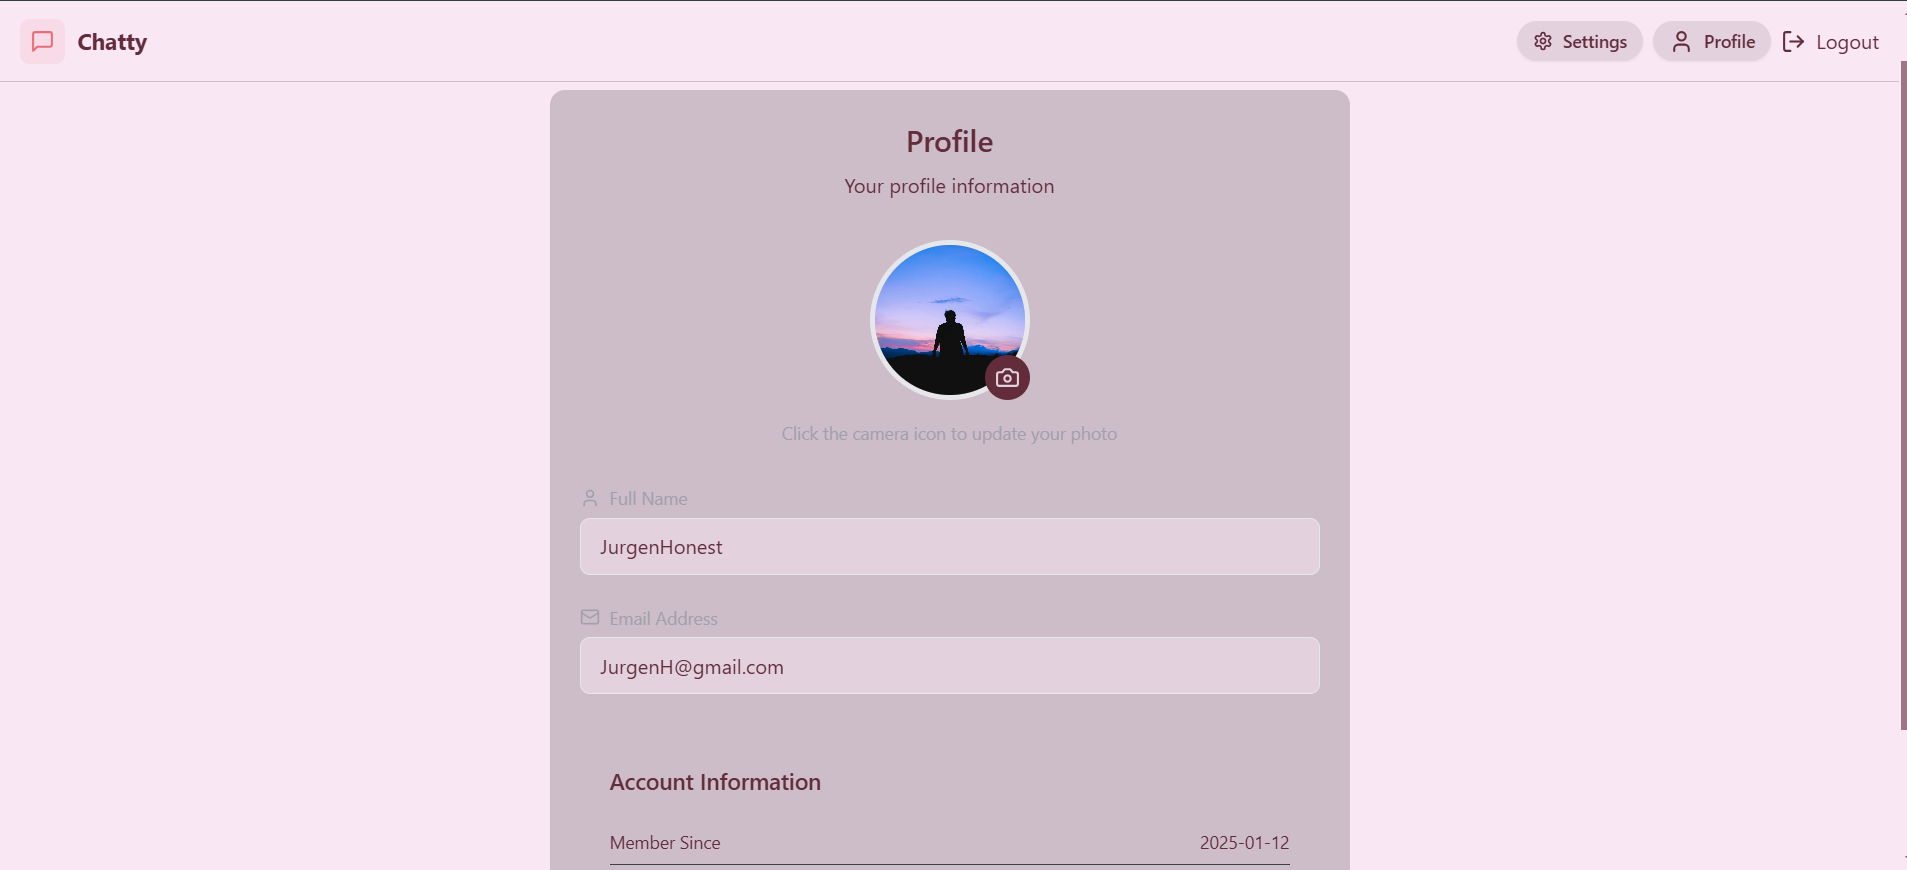 Chatty
Settings
Profile
Logout
Profile
Your profile information
Click the camera icon to update your photo
Full Name
JurgenHonest
Email Address
JurgenH@gmail.com
Account Information
Member Since 2025-01-12